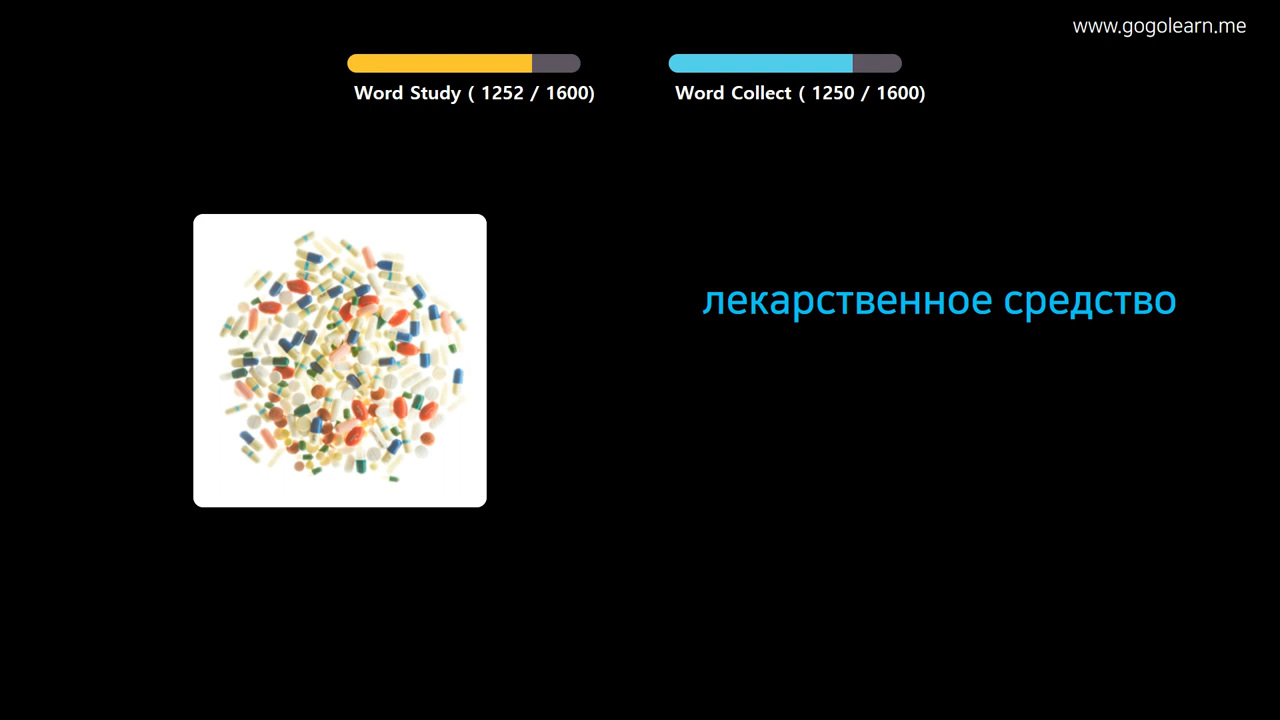 www.gogolearn.me
Word Study ( 1252 / 1600)
Word Collect ( 1250 / 1600)
лекарственное средство